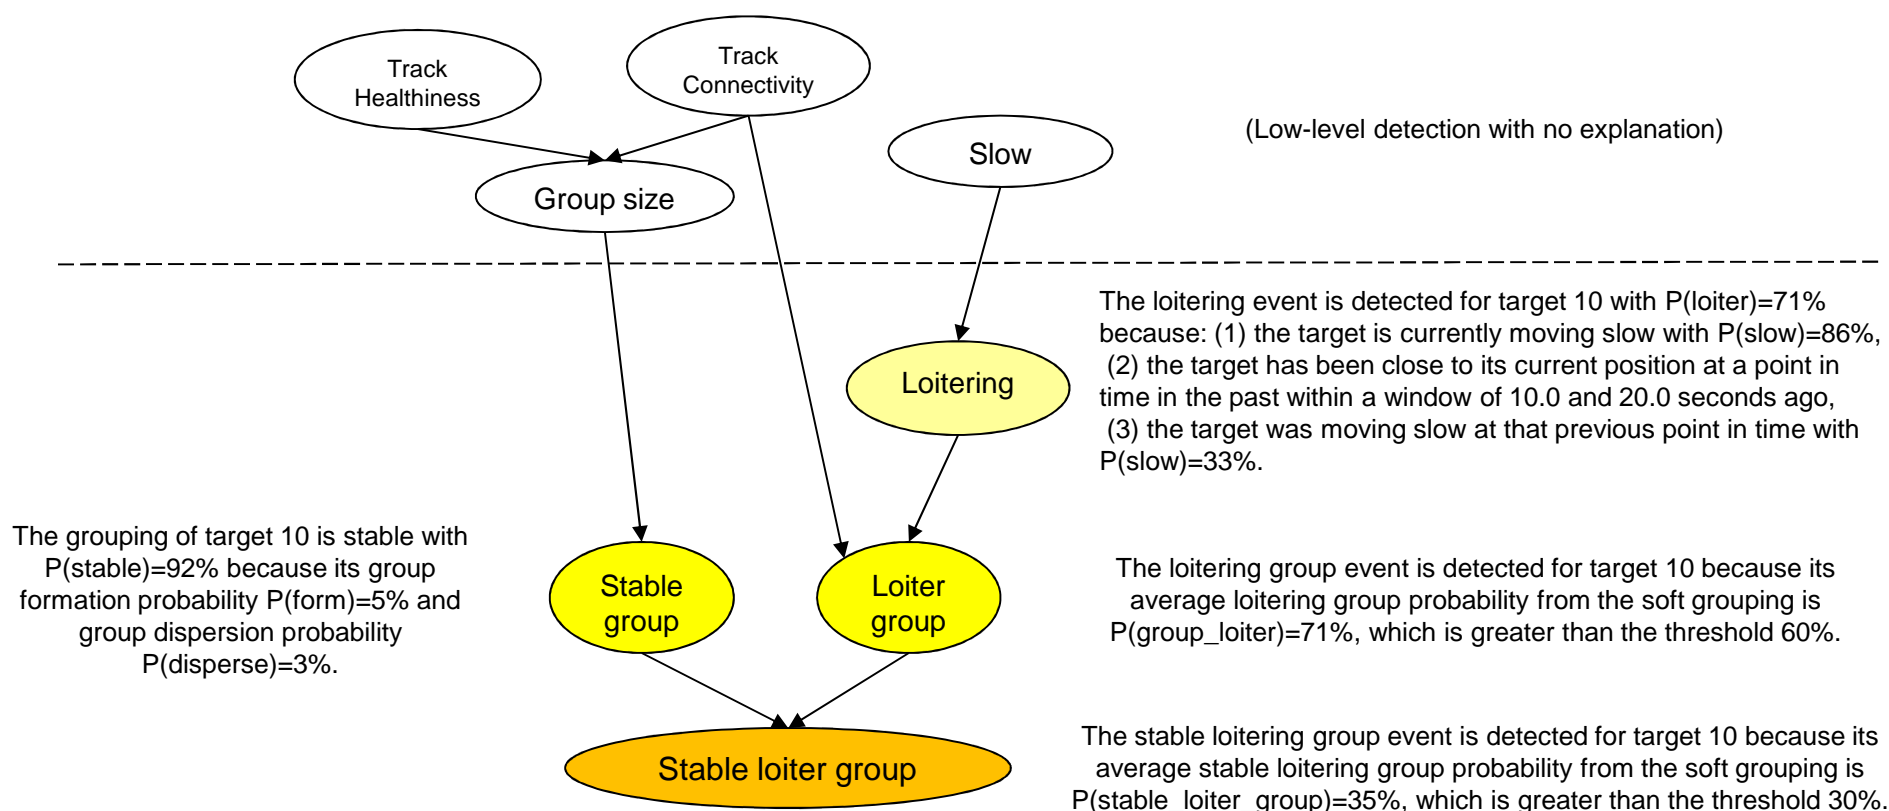 Track
Healthiness
Track
Connectivity
(Low-level detection with no explanation)
Slow
Group size
The loitering event is detected for target 10 with P(loiter)=71%
because: (1) the target is currently moving slow with P(slow)=86%,
(2) the target has been close to its current position at a point in
time in the past within a window of 10.0 and 20.0 seconds ago,
(3) the target was moving slow at that previous point in time with
P(slow)=33%.
Loitering
The grouping of target 10 is stable with
P(stable)=92% because its group
formation probability P(form)=5% and
group dispersion probability
P(disperse)=3%.
Stable
group
Loiter
group
The loitering group event is detected for target 10 because its
average loitering group probability from the soft grouping is
P(group_loiter)=71%, which is greater than the threshold 60%.
Stable loiter group
The stable loitering group event is detected for target 10 because its
average stable loitering group probability from the soft grouping is
P(stable_loiter_group)=35%, which is greater than the threshold 30%.